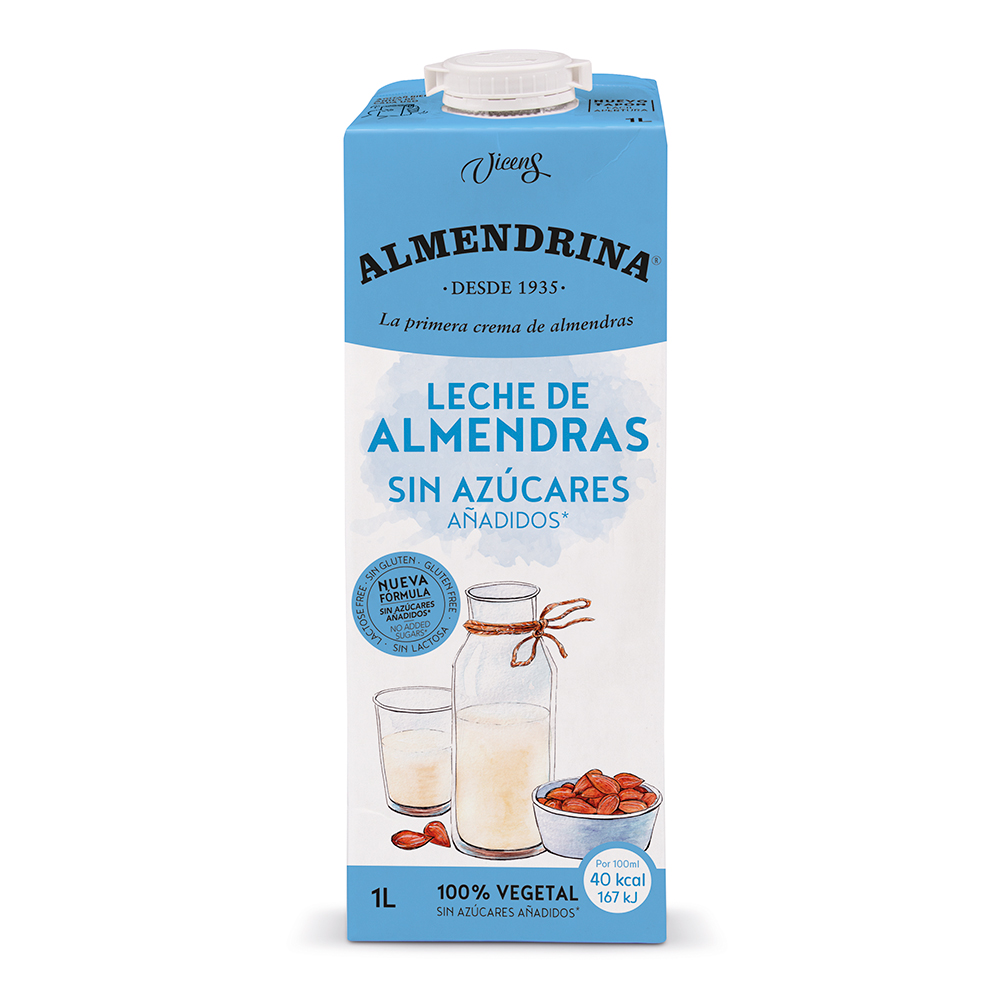 1L
Vicens
ALMENDRINA®
·DESDE 1935·
La primera crema de almendras
LECHE DE
ALMENDRAS
SIN AZÚCARES
AÑADIDOS*
· SIN GLUTEN · GLUTEN FREE · SIN LACTOSA · LACTOSE FREE
NUEVA
FÓRMULA
SIN AZÚCARES
AÑADIDOS*
NO ADDED
SUGARS*
Por 100ml
40 kcal
167 kJ
1L
100% VEGETAL
SIN AZÚCARES AÑADIDOS*